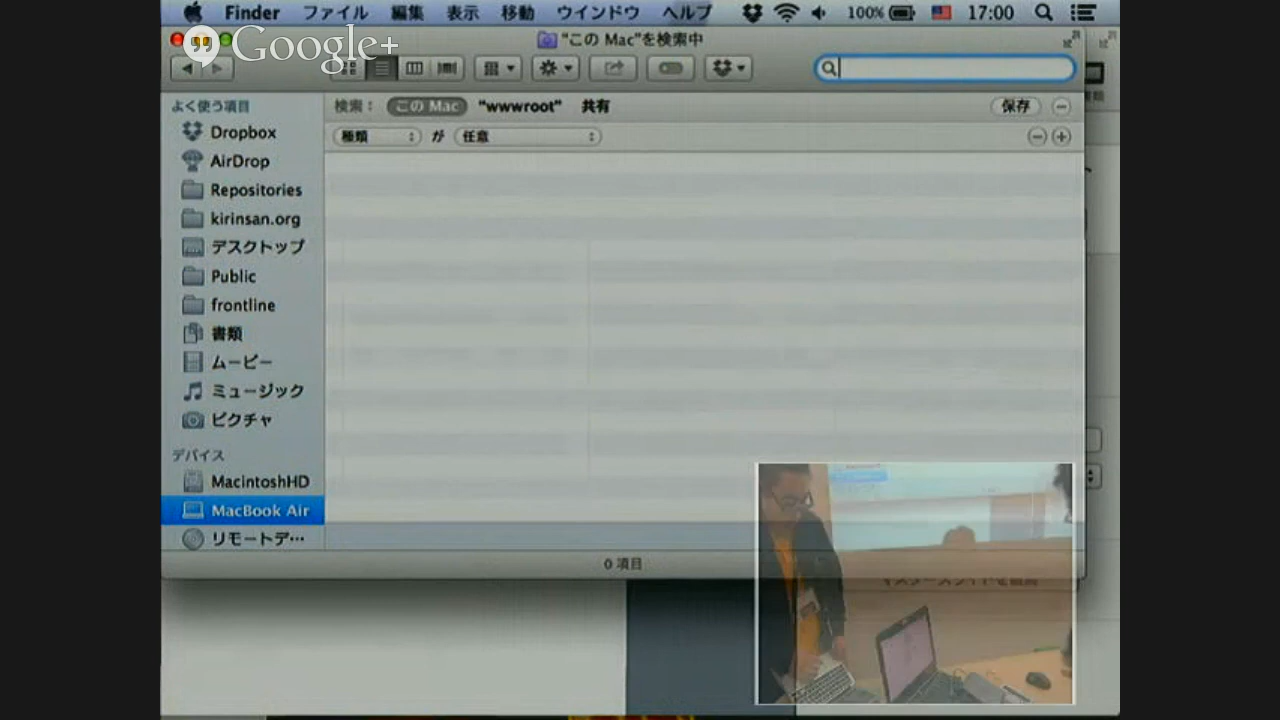 Finder ファイル 編集 表示 移動 ウインドウ ヘルプ 100% 17:00
Google+
"この Mac"を検索中
よく使う項目
Dropbox
AirDrop
Repositories
kirinsan.org
デスクトップ
Public
frontline
書類
ムービー
ミュージック
ピクチャ
デバイス
MacintoshHD
MacBook Air
リモートデ…
検索： このMac "wwwroot" 共有 保存
種類 が 任意
0 項目